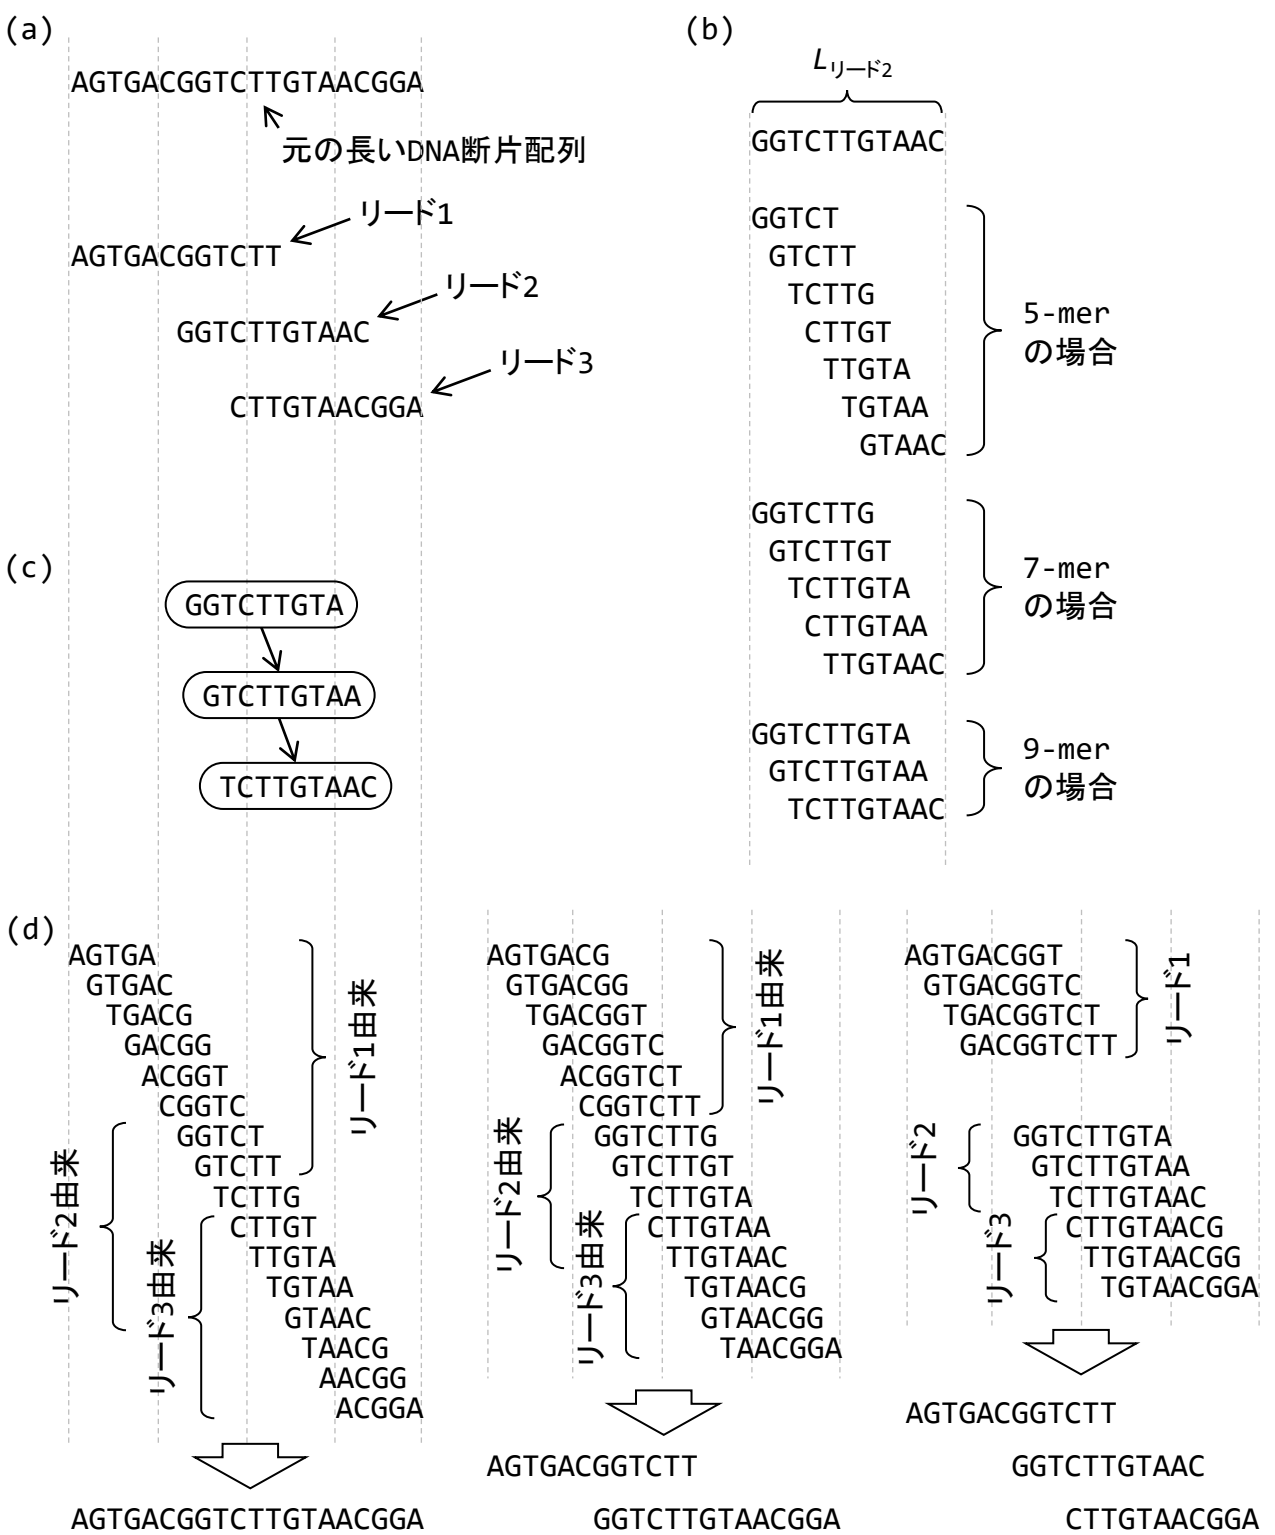 (a)
AGTGACGGTCTTGTAACGGA
元の長いDNA断片配列
リード1
AGTGACGGTCTT
リード2
GGTCTTGTAAC
リード3
CTTGTAACGGA
(b)
Lリード2
GGTCTTGTAAC
GGTCT
GTCTT
TCTTG
CTTGT
TTGTA
TGTAA
GTAAC
5-mer
の場合
GGTCTTG
GTCTTGT
TCTTGTA
CTTGTAA
TTGTAAC
7-mer
の場合
GGTCTTGTA
GTCTTGTAA
TCTTGTAAC
9-mer
の場合
(c)
GGTCTTGTA
GTCTTGTAA
TCTTGTAAC
(d)
AGTGA
GTGAC
TGACG
GACGG
ACGGT
CGGTC
GGTCT
GTCTT
TCTTG
CTTGT
TTGTA
TGTAA
GTAAC
TAACG
AACGG
ACGGA
リード1由来
リード2由来
リード3由来
AGTGACGGTCTTGTAACGGA
AGTGACG
GTGACGG
TGACGGT
GACGGTC
ACGGTCT
CGGTCTT
GGTCTTG
GTCTTGT
TCTTGTA
CTTGTAA
TTGTAAC
TGTAACG
GTAACGG
TAACGGA
リード1由来
リード2由来
リード3由来
AGTGACGGTCTT
GGTCTTGTAACGGA
AGTGACGGT
GTGACGGTC
TGACGGTCT
GACGGTCTT
GGTCTTGTA
GTCTTGTAA
TCTTGTAAC
CTTGTAACG
TTGTAACGG
TGTAACGGA
リード1
リード2
リード3
AGTGACGGTCTT
GGTCTTGTAAC
CTTGTAACGGA